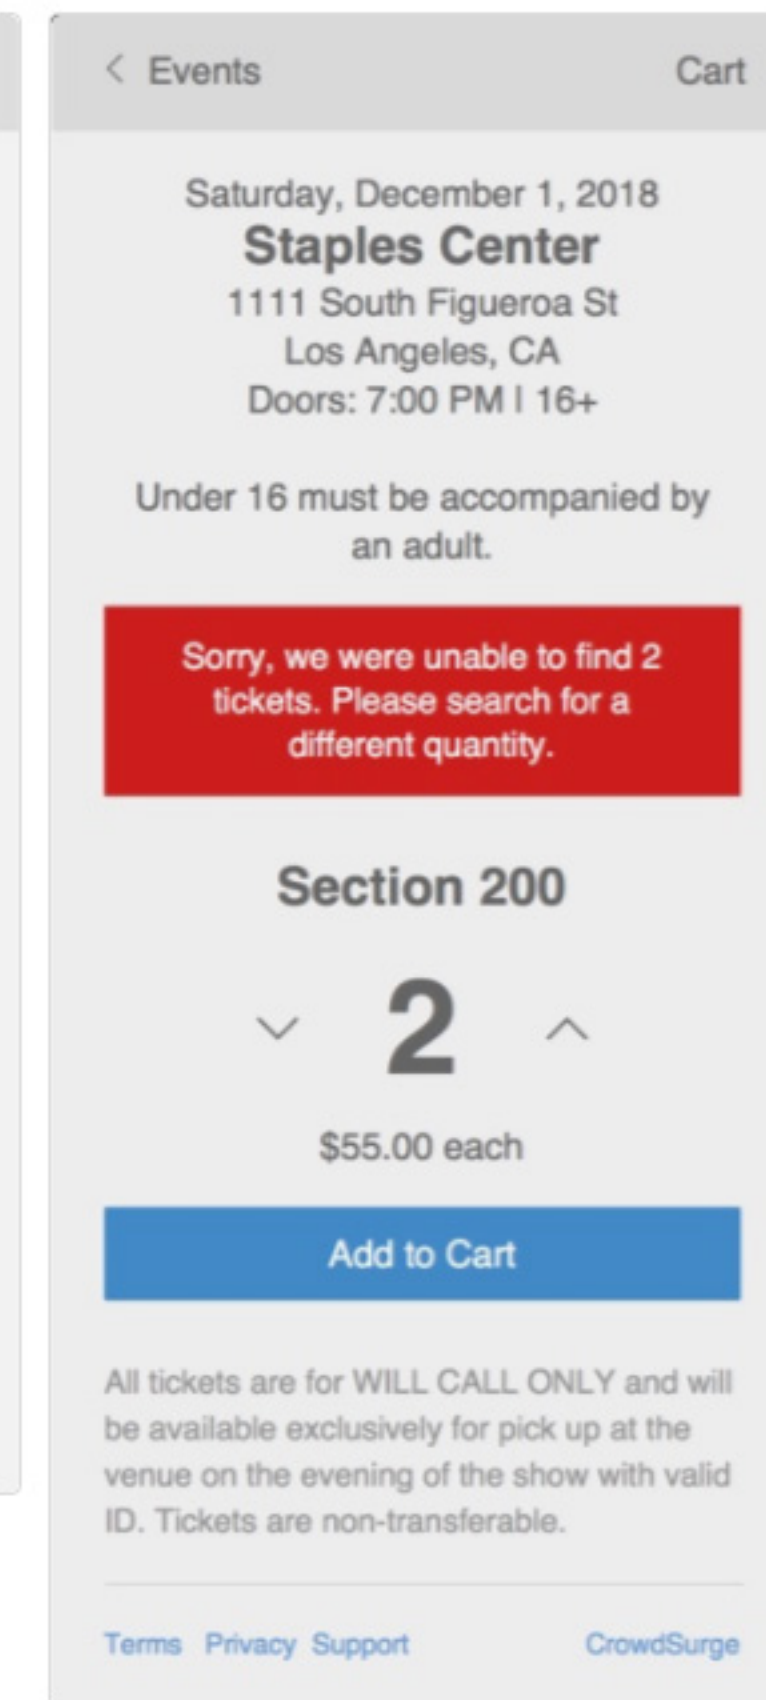 Events Cart
Saturday, December 1, 2018
Staples Center
1111 South Figueroa St
Los Angeles, CA
Doors: 7:00 PM | 16+
Under 16 must be accompanied by
an adult.
Sorry, we were unable to find 2
tickets. Please search for a
different quantity.
Section 200
2
$55.00 each
Add to Cart
All tickets are for WILL CALL ONLY and will
be available exclusively for pick up at the
venue on the evening of the show with valid
ID. Tickets are non-transferable.
Terms Privacy Support CrowdSurge